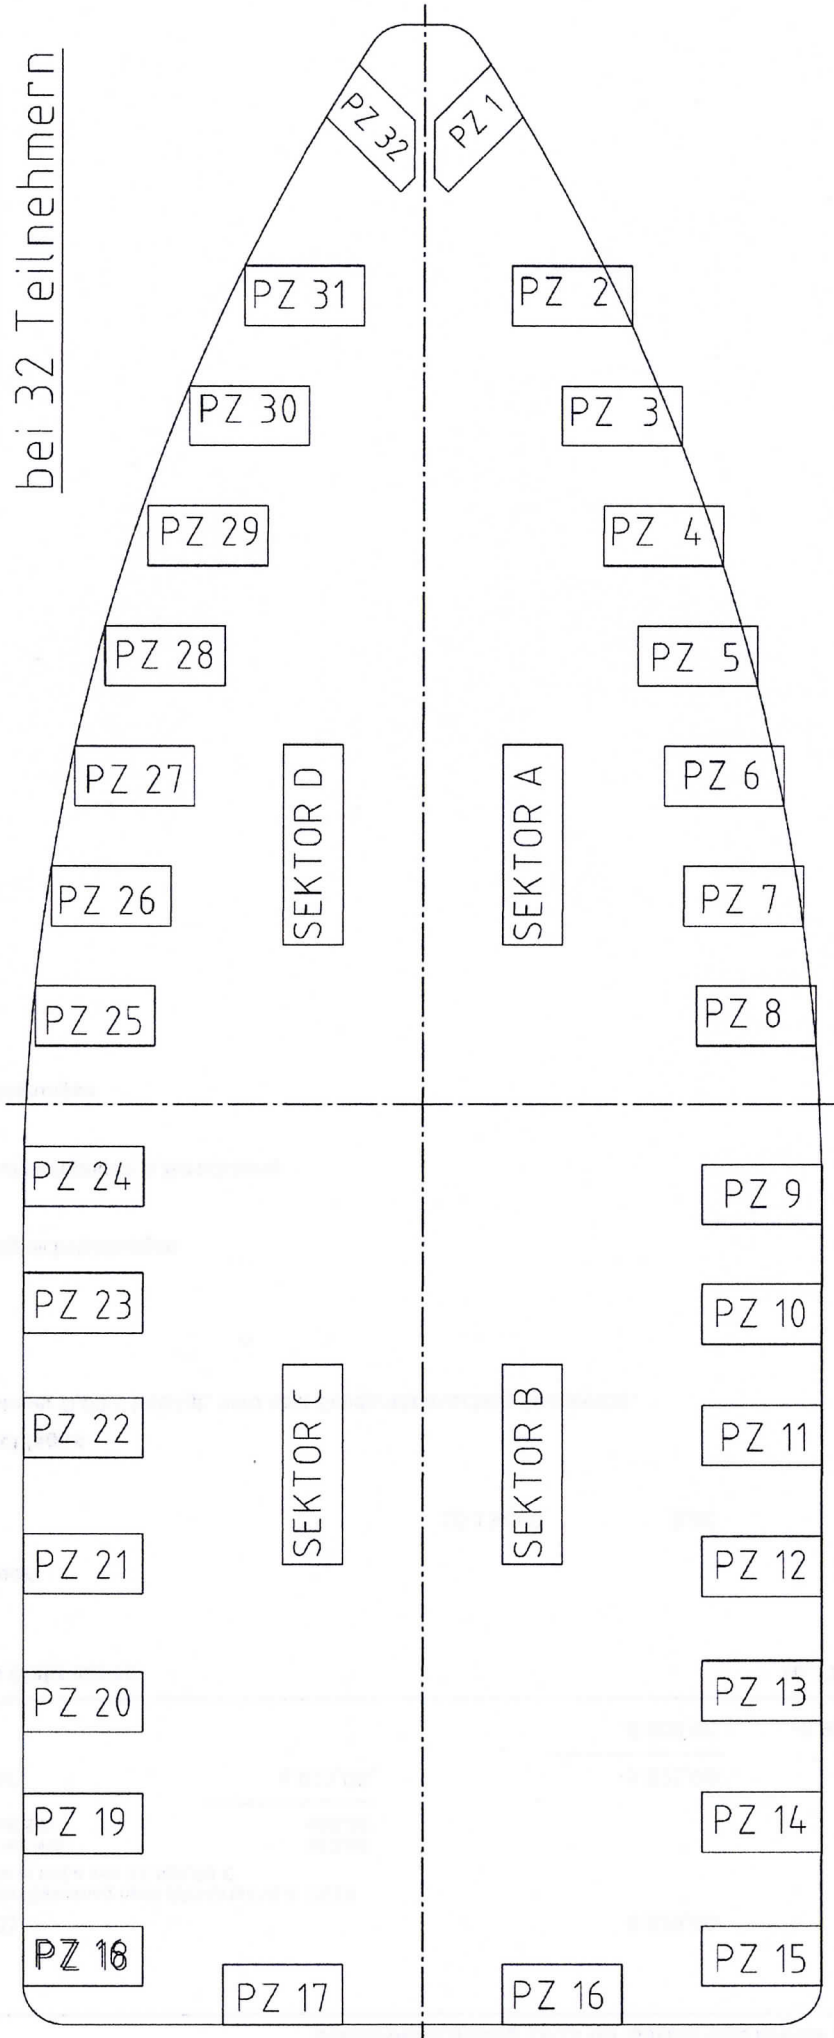 bei 32 Teilnehmern
PZ 32
PZ 1
PZ 31
PZ 2
PZ 30
PZ 3
PZ 29
PZ 4
PZ 28
PZ 5
PZ 27
SEKTOR D
SEKTOR A
PZ 6
PZ 26
PZ 7
PZ 25
PZ 8
PZ 24
PZ 9
PZ 23
PZ 10
PZ 22
SEKTOR C
SEKTOR B
PZ 11
PZ 21
PZ 12
PZ 20
PZ 13
PZ 19
PZ 14
PZ 18
PZ 15
PZ 17
PZ 16